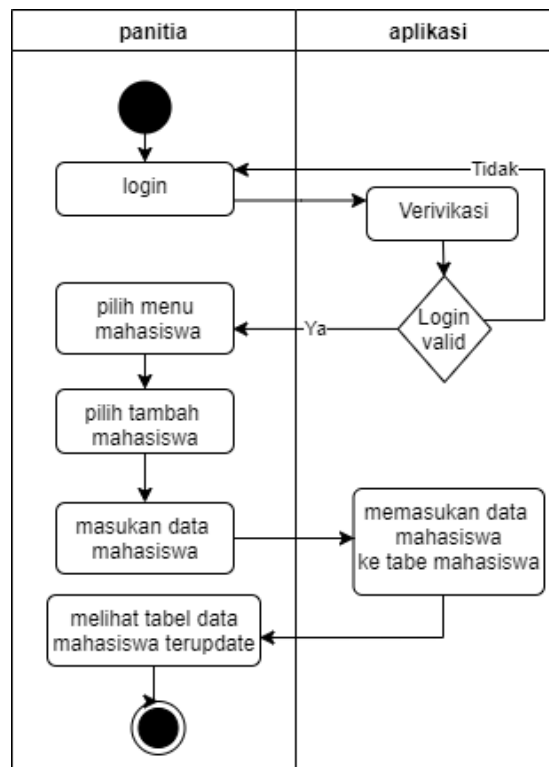 panitia
aplikasi
login
Tidak
Verivikasi
Login
valid
Ya
pilih menu
mahasiswa
pilih tambah
mahasiswa
masukan data
mahasiswa
memasukan data
mahasiswa
ke tabe mahasiswa
melihat tabel data
mahasiswa terupdate